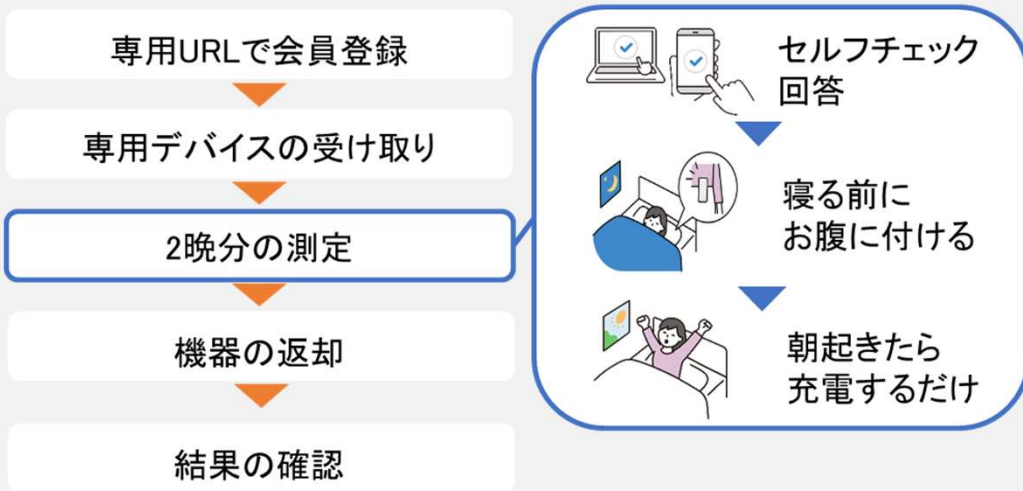 専用URLで会員登録
専用デバイスの受け取り
2晩分の測定
機器の返却
結果の確認
セルフチェック
回答
寝る前に
お腹に付ける
朝起きたら
充電するだけ